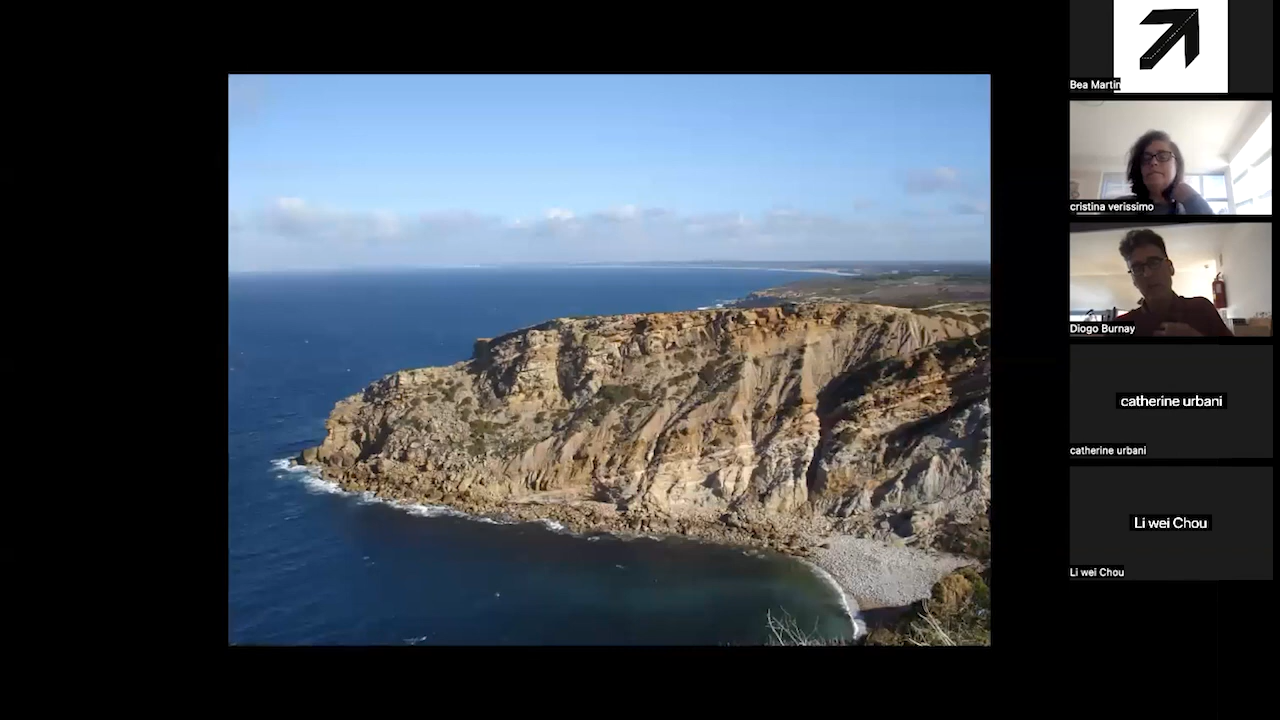 Bea Martin
cristina verissimo
Diogo Burnay
catherine urbani
catherine urbani
Li wei Chou
Li wei Chou